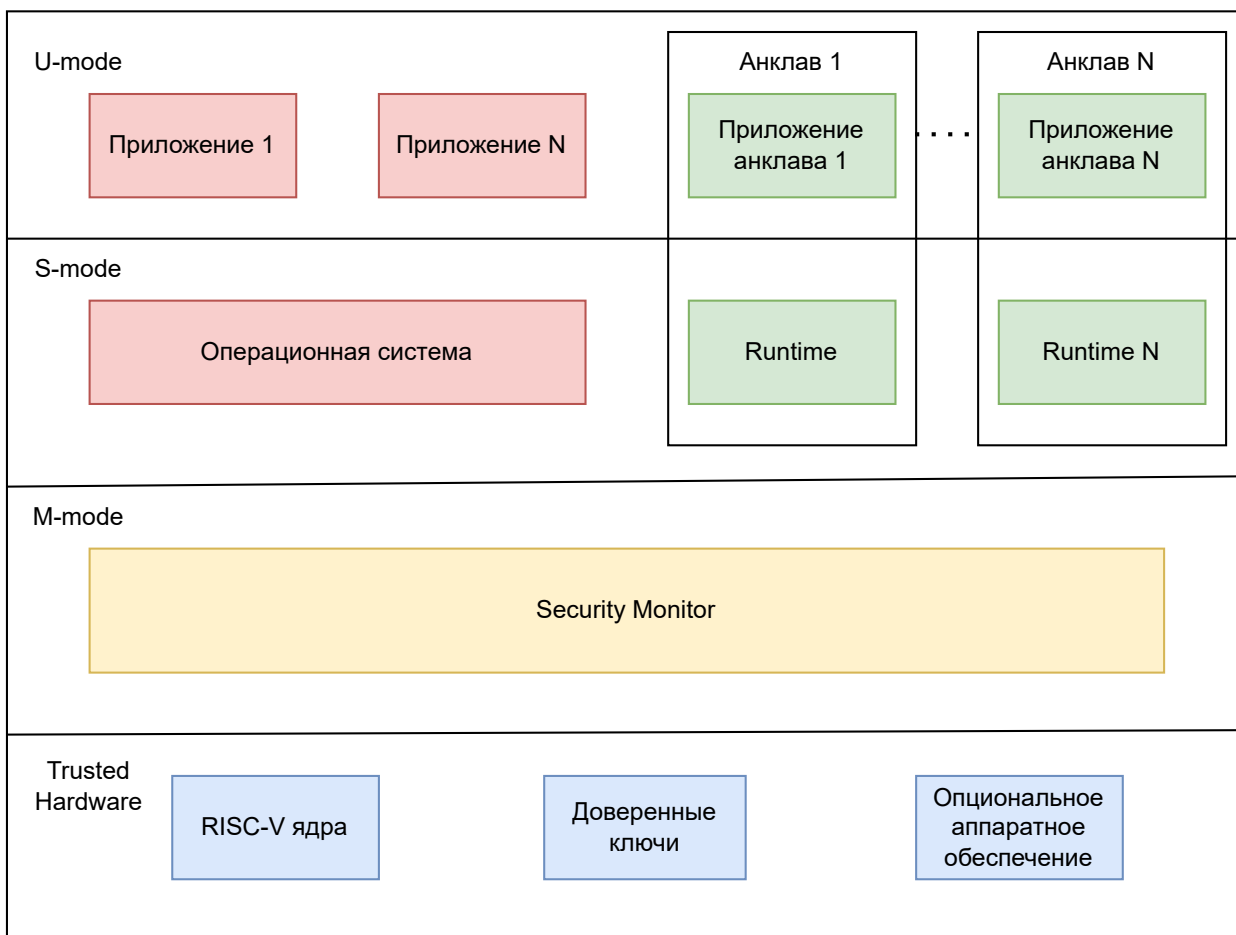 U-mode
Анклав 1
Анклав N
Приложение 1
Приложение N
Приложение
анклава 1
Приложение
анклава N
S-mode
Операционная система
Runtime
Runtime N
M-mode
Security Monitor
Trusted
Hardware
RISC-V ядра
Доверенные
ключи
Опциональное
аппаратное
обеспечение